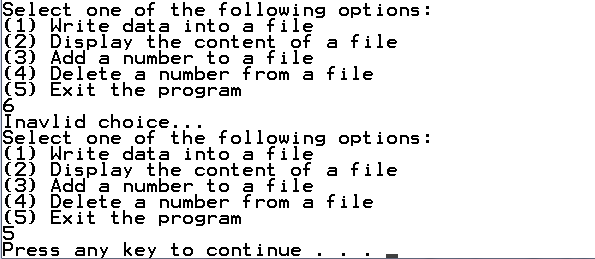 Select one of the following options:
(1) Write data into a file
(2) Display the content of a file
(3) Add a number to a file
(4) Delete a number from a file
(5) Exit the program
6
Inavlid choice...
Select one of the following options:
(1) Write data into a file
(2) Display the content of a file
(3) Add a number to a file
(4) Delete a number from a file
(5) Exit the program
5
Press any key to continue . . . _